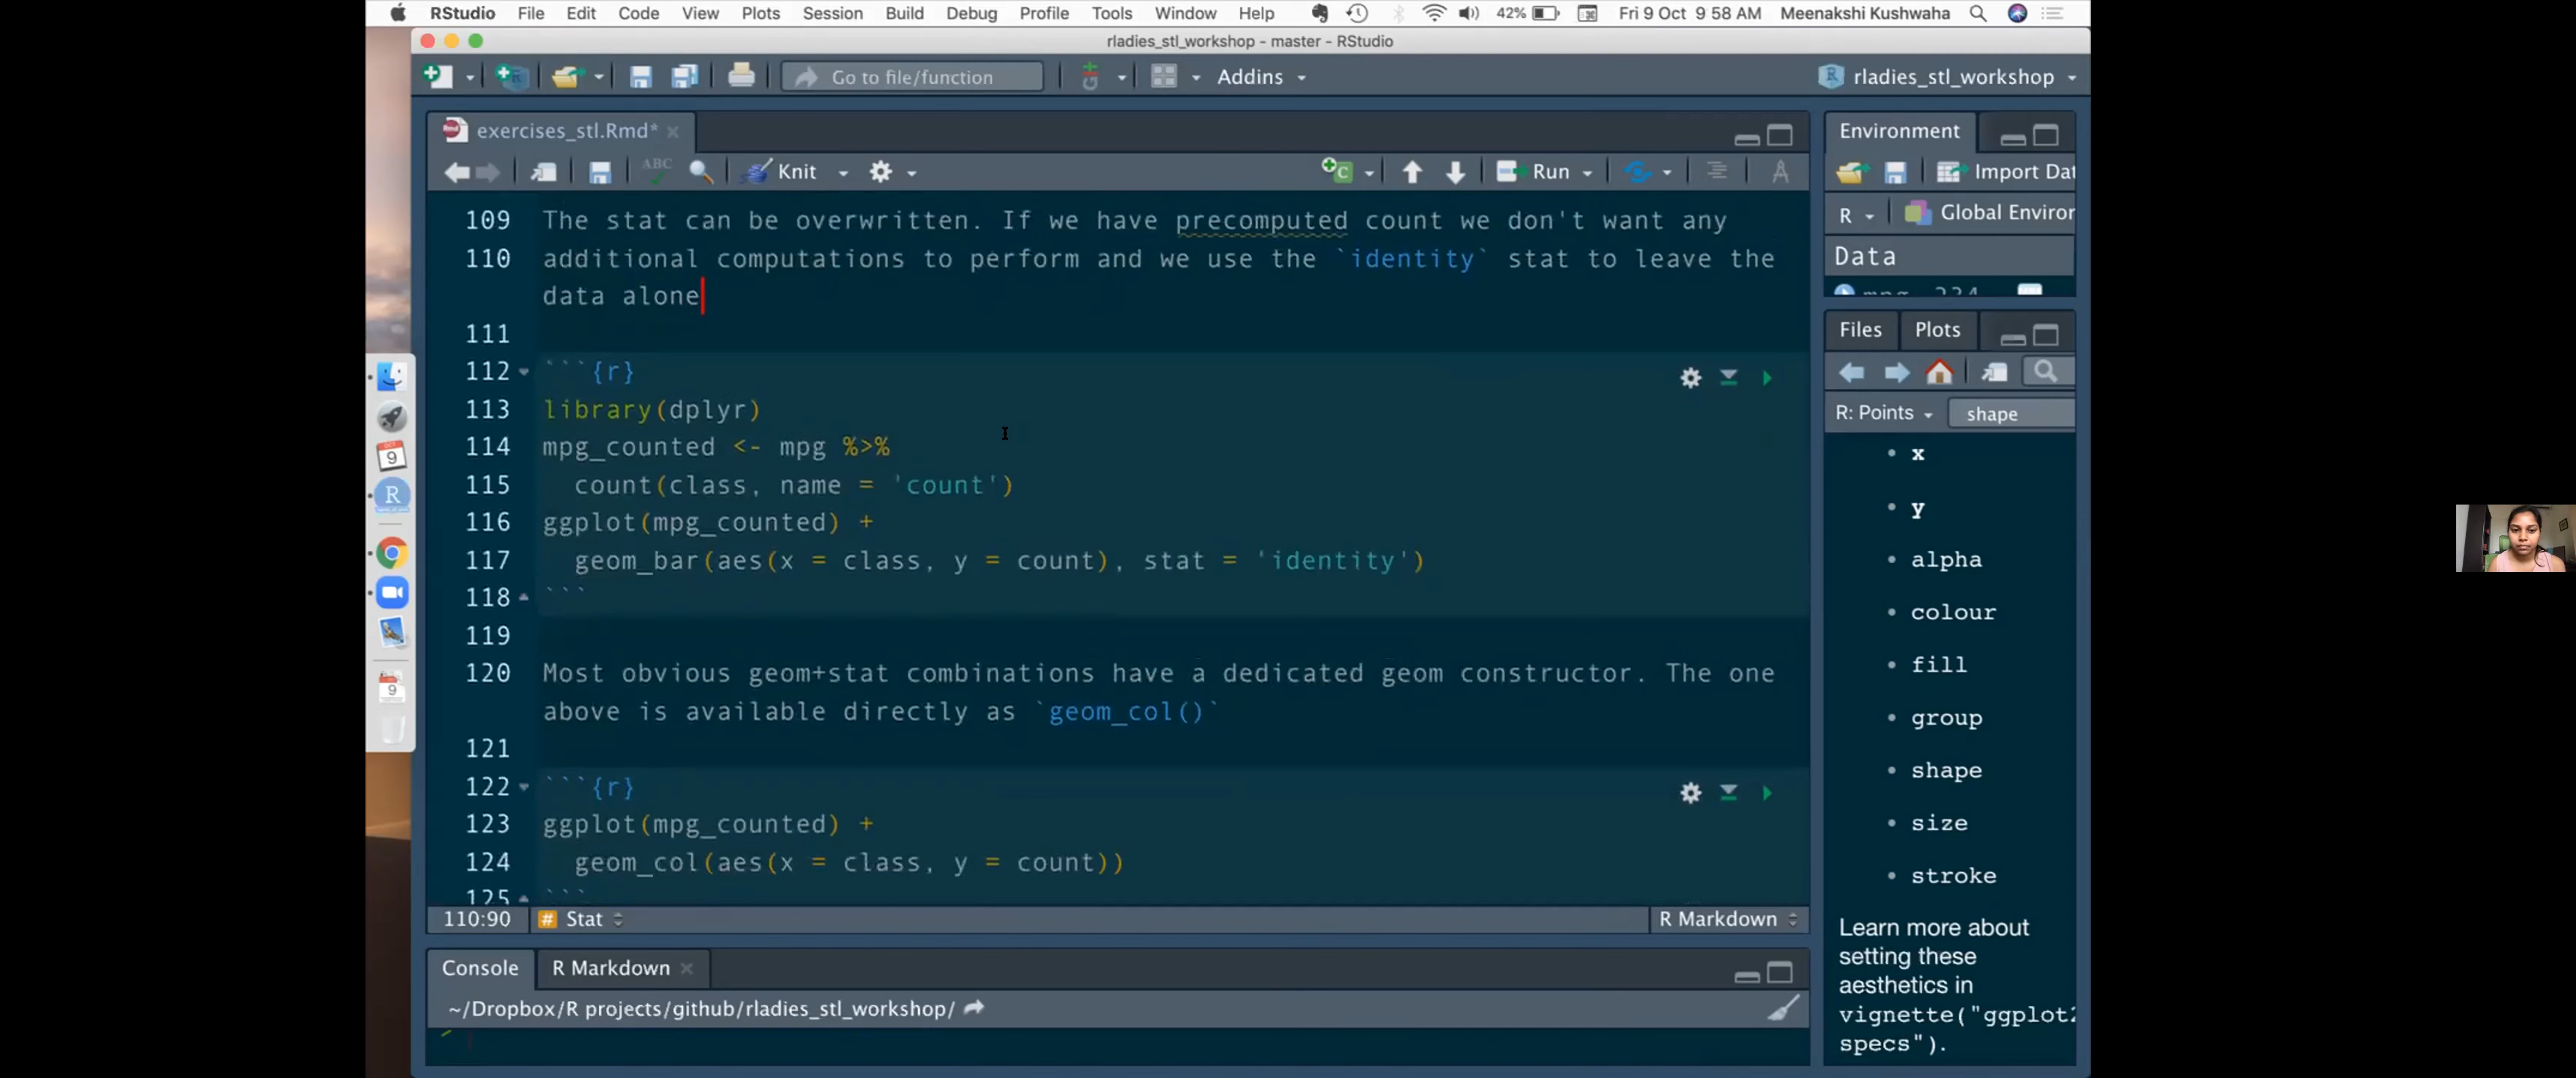 RStudio File Edit Code View Plots Session Build Debug Profile Tools Window Help 42% Fri 9 Oct 9:58 AM Meenakshi Kushwaha
rladies_stl_workshop - master - RStudio
Go to file/function Addins rladies_stl_workshop
exercises_stl.Rmd*
ABC Knit Run
109 The stat can be overwritten. If we have precomputed count we don't want any
110 additional computations to perform and we use the `identity` stat to leave the
data alone
111
112 ```{r}
113 library(dplyr)
114 mpg_counted <- mpg %>%
115 count(class, name = 'count')
116 ggplot(mpg_counted) +
117 geom_bar(aes(x = class, y = count), stat = 'identity')
118 ```
119
120 Most obvious geom+stat combinations have a dedicated geom constructor. The one
above is available directly as `geom_col()`
121
122 ```{r}
123 ggplot(mpg_counted) +
124 geom_col(aes(x = class, y = count))
125 ```
110:90 # Stat R Markdown
Console R Markdown
~/Dropbox/R projects/github/rladies_stl_workshop/
>
Environment
Import Dat
R Global Enviror
Data
Files Plots
R: Points shape
• x
• y
• alpha
• colour
• fill
• group
• shape
• size
• stroke
Learn more about
setting these
aesthetics in
vignette("ggplot2
specs").
OCT
9
R
9